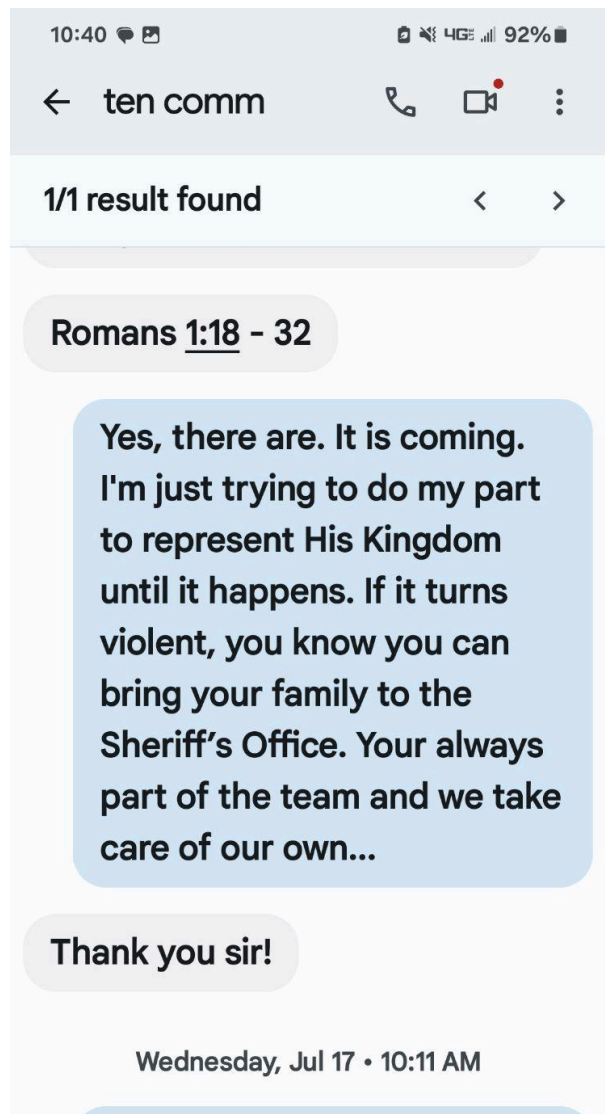 10:40 4GE 92%
ten comm
1/1 result found
Romans 1:18 - 32
Yes, there are. It is coming.
I'm just trying to do my part
to represent His Kingdom
until it happens. If it turns
violent, you know you can
bring your family to the
Sheriff’s Office. Your always
part of the team and we take
care of our own...
Thank you sir!
Wednesday, Jul 17 • 10:11 AM